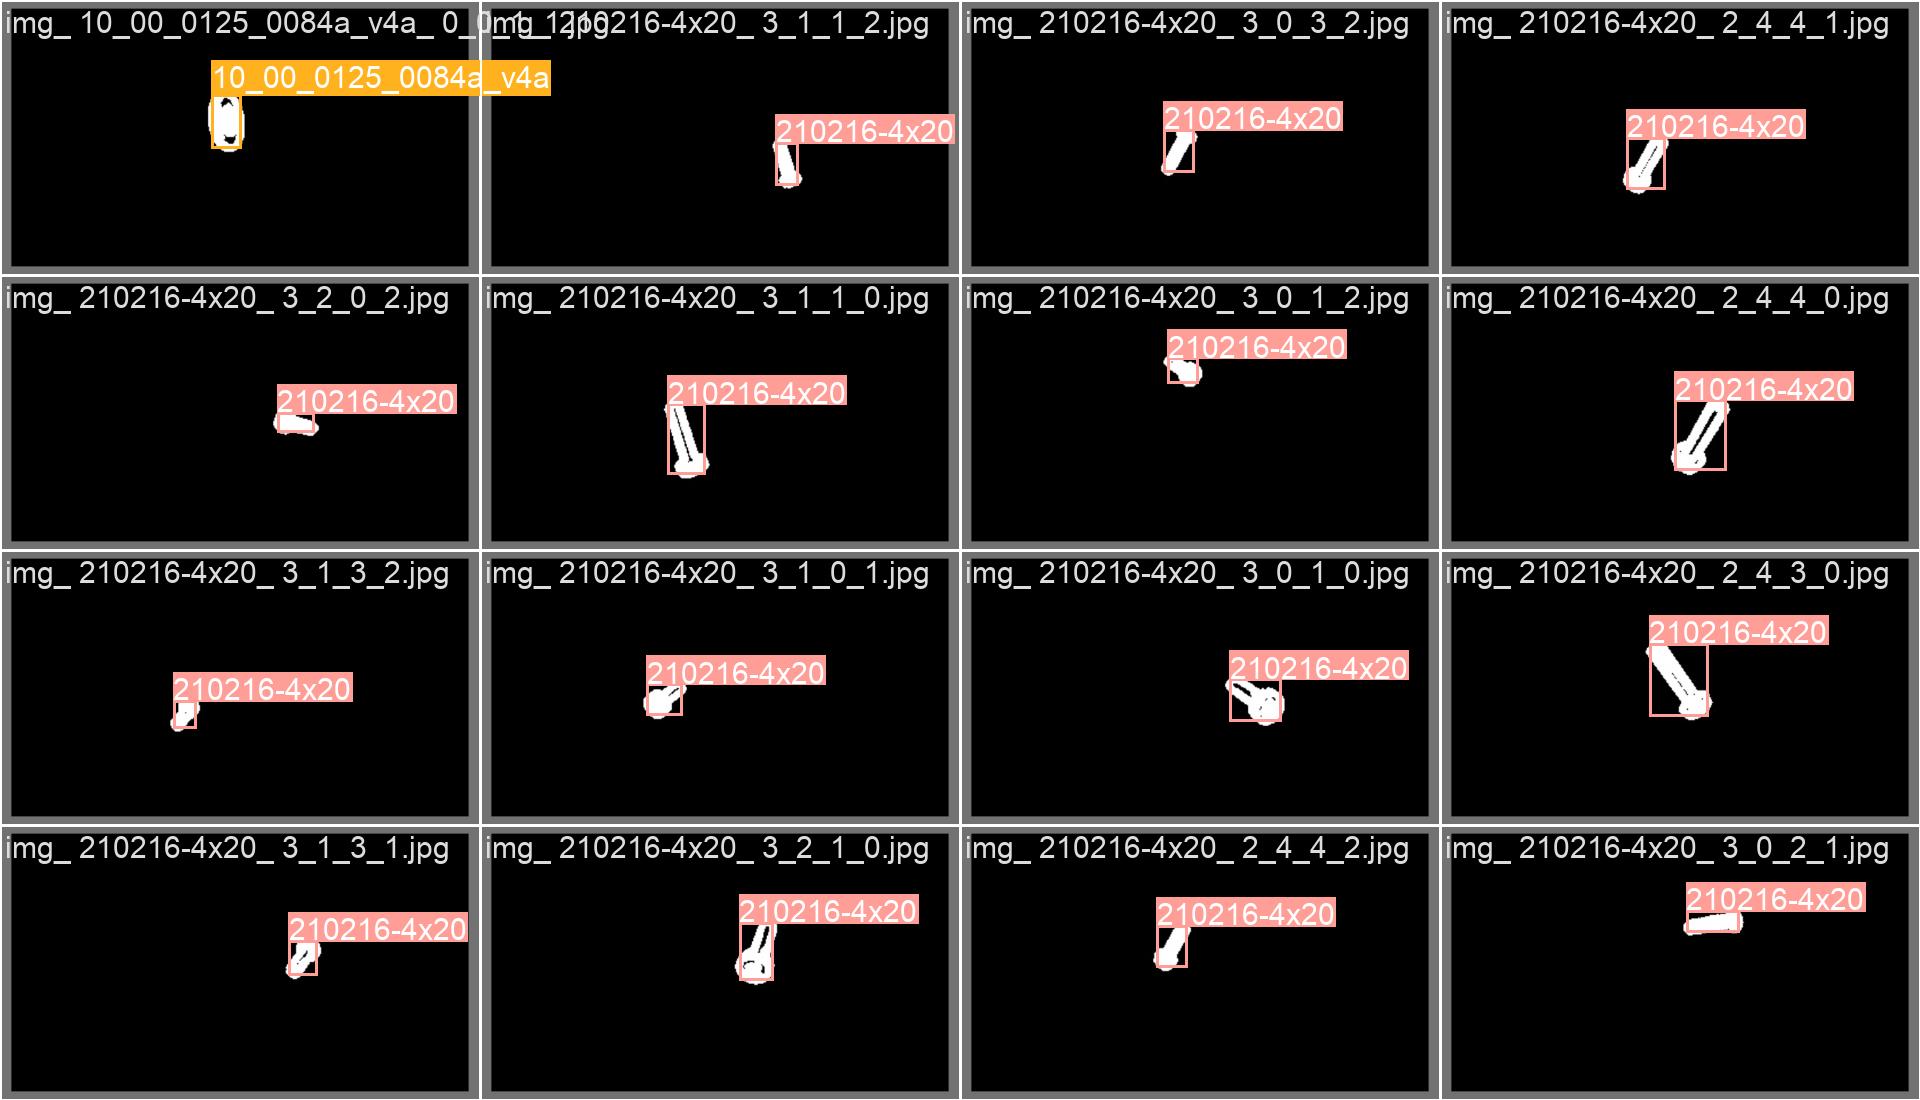 img_ 10_00_0125_0084a_v4a_ 0_0_1_1.jpg
10_00_0125_0084a_v4a
img_ 210216-4x20_ 3_1_1_2.jpg
210216-4x20
img_ 210216-4x20_ 3_0_3_2.jpg
210216-4x20
img_ 210216-4x20_ 2_4_4_1.jpg
210216-4x20
img_ 210216-4x20_ 3_2_0_2.jpg
210216-4x20
img_ 210216-4x20_ 3_1_1_0.jpg
210216-4x20
img_ 210216-4x20_ 3_0_1_2.jpg
210216-4x20
img_ 210216-4x20_ 2_4_4_0.jpg
210216-4x20
img_ 210216-4x20_ 3_1_3_2.jpg
210216-4x20
img_ 210216-4x20_ 3_1_0_1.jpg
210216-4x20
img_ 210216-4x20_ 3_0_1_0.jpg
210216-4x20
img_ 210216-4x20_ 2_4_3_0.jpg
210216-4x20
img_ 210216-4x20_ 3_1_3_1.jpg
210216-4x20
img_ 210216-4x20_ 3_2_1_0.jpg
210216-4x20
img_ 210216-4x20_ 2_4_4_2.jpg
210216-4x20
img_ 210216-4x20_ 3_0_2_1.jpg
210216-4x20